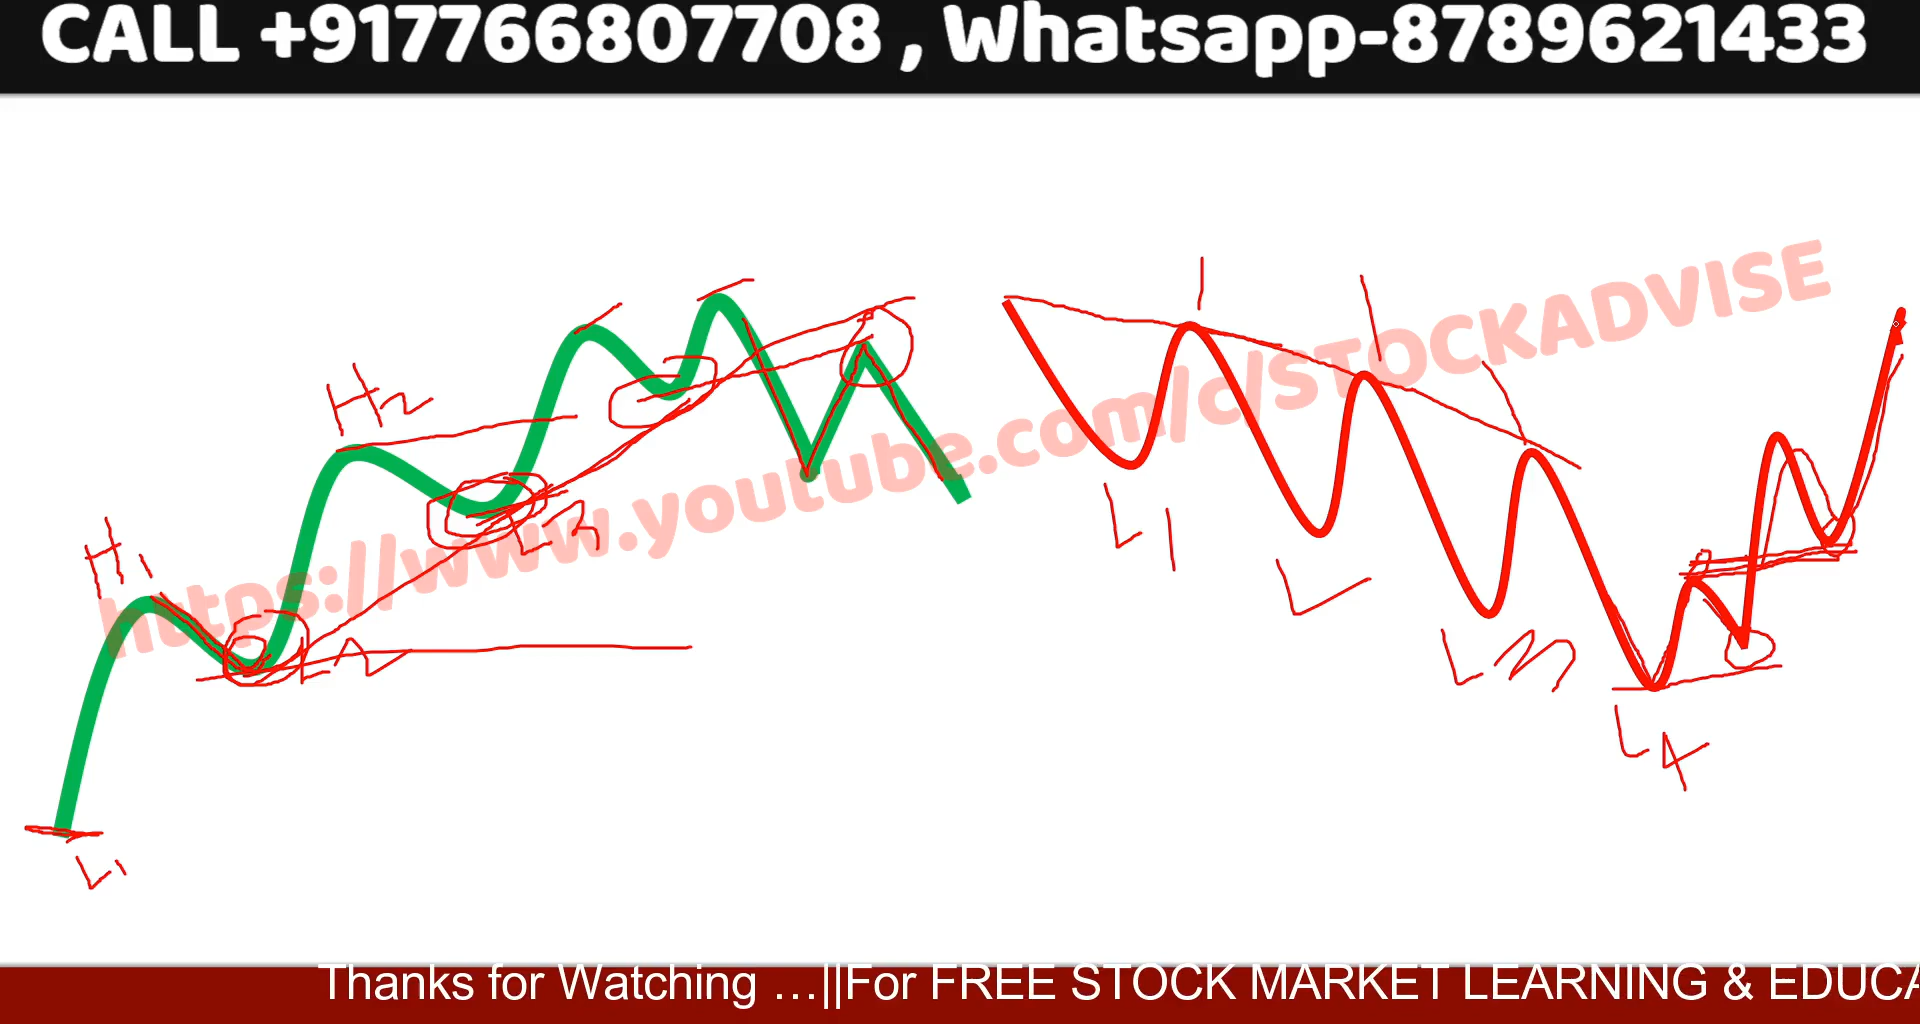 CALL +917766807708 , Whatsapp-8789621433
https://www.youtube.com/c/STOCKADVISE
H1
H2
L1
L2
L3
L1
L
L3
L4
Thanks for Watching ...||For FREE STOCK MARKET LEARNING & EDUCA